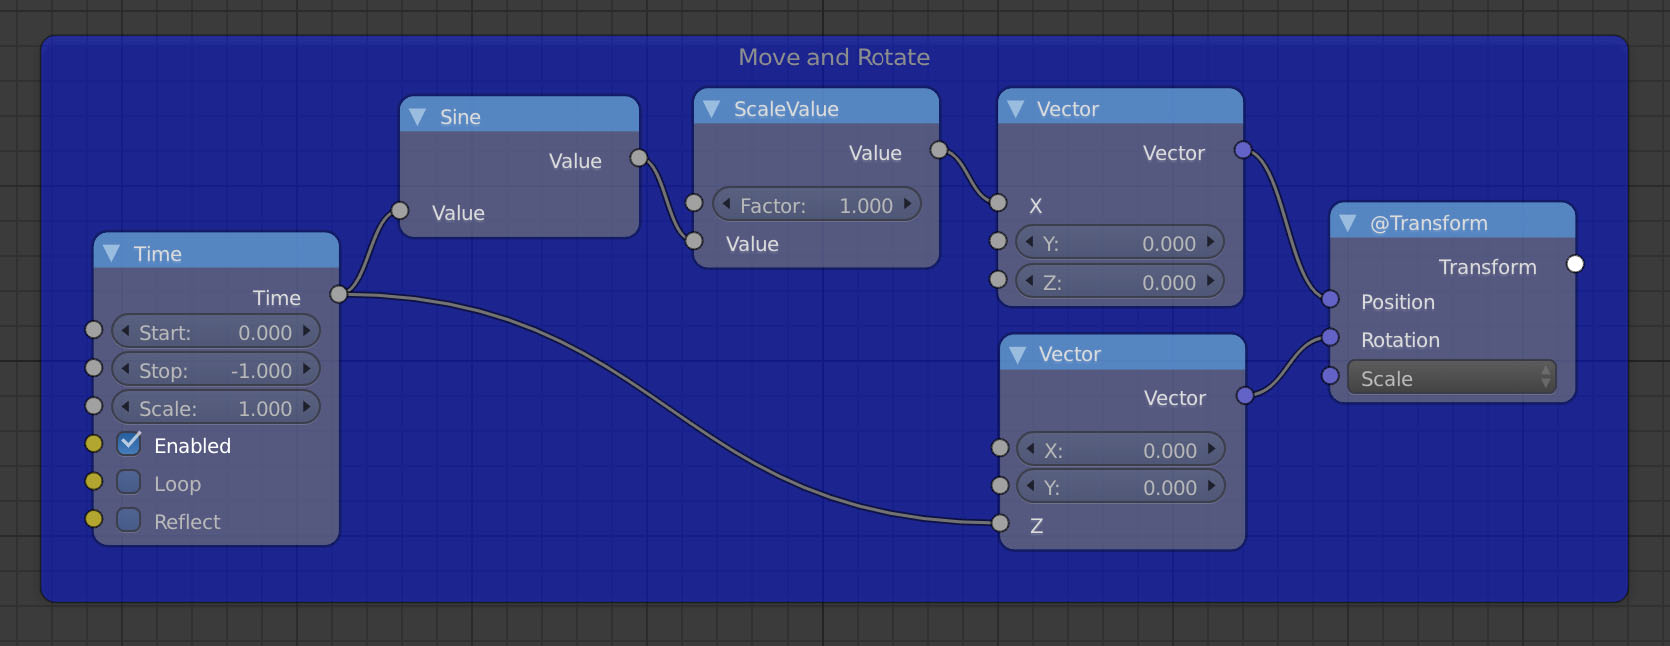 Move and Rotate
Time
Time
Start: 0.000
Stop: -1.000
Scale: 1.000
Enabled
Loop
Reflect
Sine
Value
Value
ScaleValue
Value
Factor: 1.000
Value
Vector
Vector
X
Y: 0.000
Z: 0.000
Vector
Vector
X: 0.000
Y: 0.000
Z
@Transform
Transform
Position
Rotation
Scale